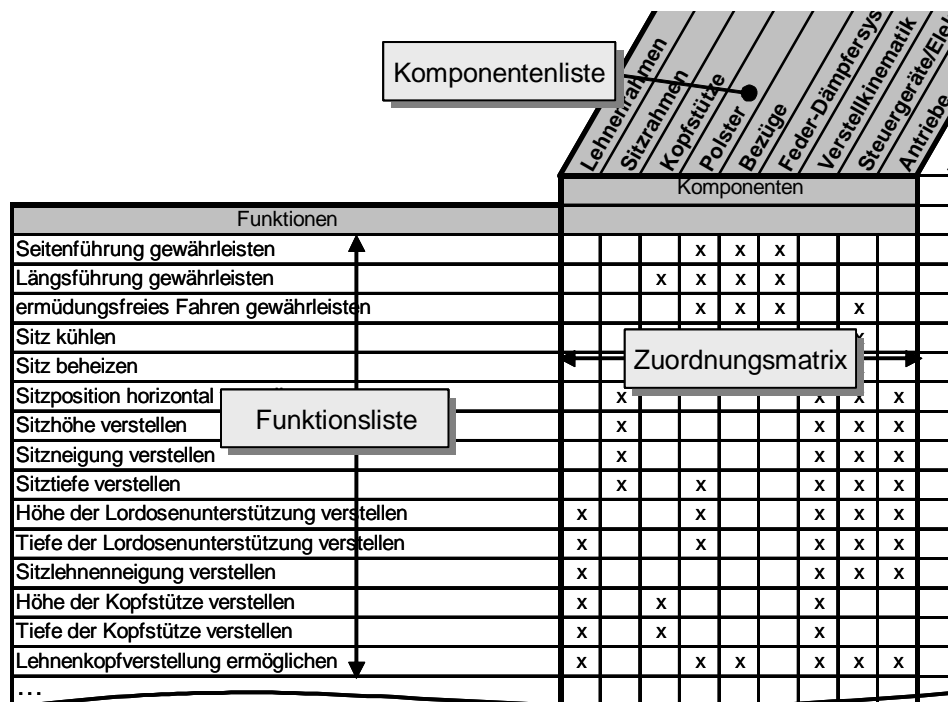 Komponentenliste
Lehnenrahmen
Sitzrahmen
Kopfstütze
Polster
Bezüge
Feder-Dämpfersys
Verstellkinematik
Steuergeräte/Elek
Antriebe
Komponenten
Funktionen
Seitenführung gewährleisten x x x
Längsführung gewährleisten x x x x
ermüdungsfreies Fahren gewährleisten x x x x
Sitz kühlen
Sitz beheizen
Zuordnungsmatrix
Sitzposition horizontal x x x x
Funktionsliste
Sitzhöhe verstellen x x x x
Sitzneigung verstellen x x x x
Sitztiefe verstellen x x x x x
Höhe der Lordosenunterstützung verstellen x x x x x
Tiefe der Lordosenunterstützung verstellen x x x x x
Sitzlehnenneigung verstellen x x x x
Höhe der Kopfstütze verstellen x x x
Tiefe der Kopfstütze verstellen x x x
Lehnenkopfverstellung ermöglichen x x x x x x
...